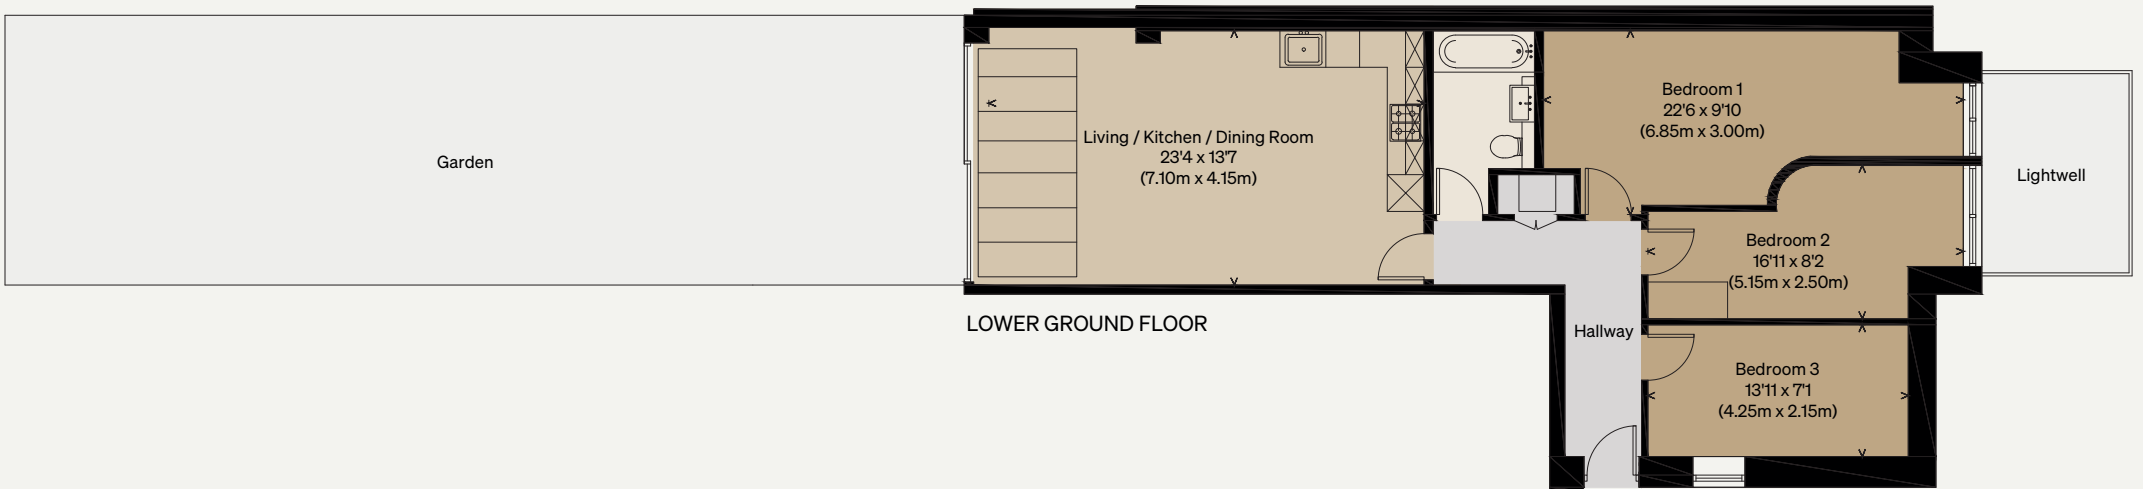 Garden
Living / Kitchen / Dining Room
23'4 x 13'7
(7.10m x 4.15m)
Bedroom 1
22'6 x 9'10
(6.85m x 3.00m)
Lightwell
Bedroom 2
16'11 x 8'2
(5.15m x 2.50m)
LOWER GROUND FLOOR
Hallway
Bedroom 3
13'11 x 7'1
(4.25m x 2.15m)